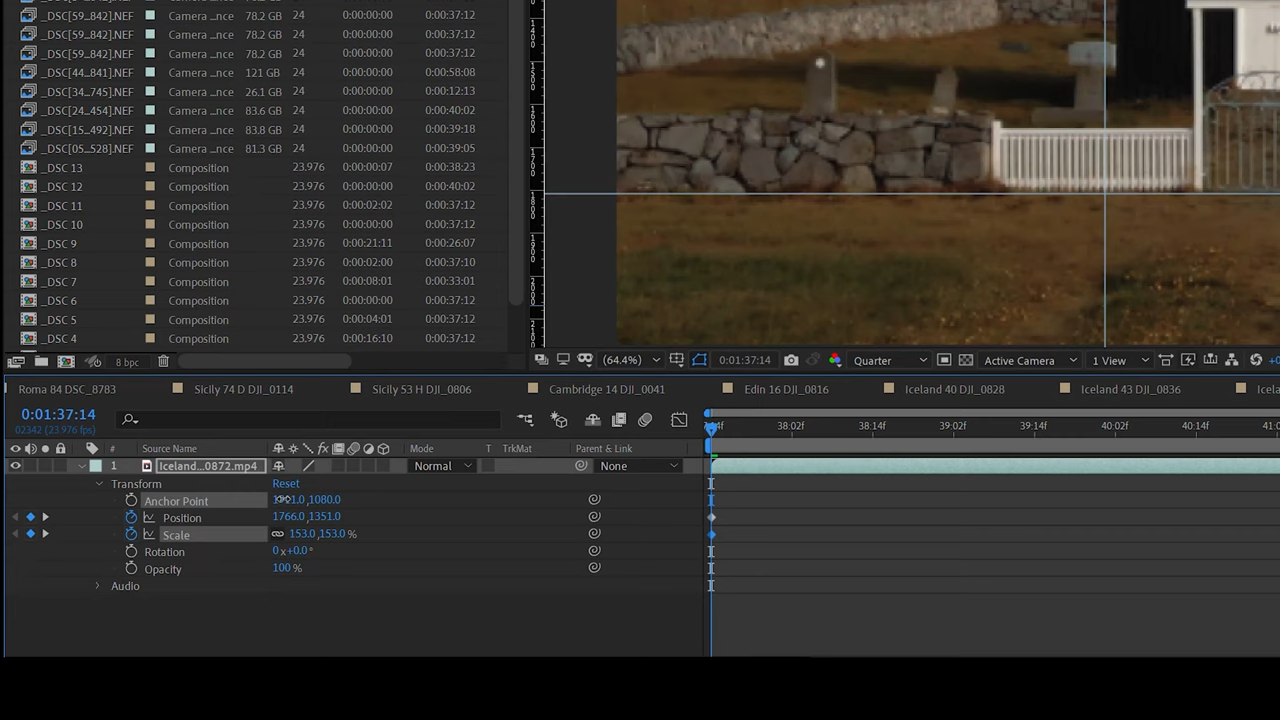 _DSC[59_842].NEF Camera ...nce 78.2 GB 24 0:00:00:00 0:00:37:12
_DSC[59_842].NEF Camera ...nce 78.2 GB 24 0:00:00:00 0:00:37:12
_DSC[59_842].NEF Camera ...nce 78.2 GB 24 0:00:00:00 0:00:37:12
_DSC[44_841].NEF Camera ...nce 121 GB 24 0:00:00:00 0:00:58:08
_DSC[34_745].NEF Camera ...nce 26.1 GB 24 0:00:00:00 0:00:12:13
_DSC[24_454].NEF Camera ...nce 83.6 GB 24 0:00:00:00 0:00:40:02
_DSC[15_492].NEF Camera ...nce 83.8 GB 24 0:00:00:00 0:00:39:18
_DSC[05_528].NEF Camera ...nce 81.3 GB 24 0:00:00:00 0:00:39:05
_DSC 13 Composition 23.976 0:00:00:07 0:00:38:23
_DSC 12 Composition 23.976 0:00:00:00 0:00:40:02
_DSC 11 Composition 23.976 0:00:02:02 0:00:37:12
_DSC 10 Composition 23.976 0:00:00:00 0:00:37:12
_DSC 9 Composition 23.976 0:00:21:11 0:00:26:07
_DSC 8 Composition 23.976 0:00:02:00 0:00:37:10
_DSC 7 Composition 23.976 0:00:08:01 0:00:33:01
_DSC 6 Composition 23.976 0:00:00:00 0:00:37:12
_DSC 5 Composition 23.976 0:00:04:01 0:00:37:12
_DSC 4 Composition 23.976 0:00:16:10 0:00:37:12
8 bpc
1400
1500
1600
1700
1800
1900
2000
2100
(64.4%) 0:01:37:14 Quarter Active Camera 1 View
Roma 84 DSC_8783 Sicily 74 D DJI_0114 Sicily 53 H DJI_0806 Cambridge 14 DJI_0041 Edin 16 DJI_0816 Iceland 40 DJI_0828 Iceland 43 DJI_0836
0:01:37:14
02342 (23.976 fps)
38:02f 38:14f 39:02f 39:14f 40:02f 40:14f
# Source Name Mode T TrkMat Parent & Link
1 Iceland...0872.mp4 Normal None
Transform Reset
Anchor Point 1080.0
Position 1766.0,1351.0
Scale 153.0,153.0 %
Rotation 0 x+0.0 °
Opacity 100 %
Audio